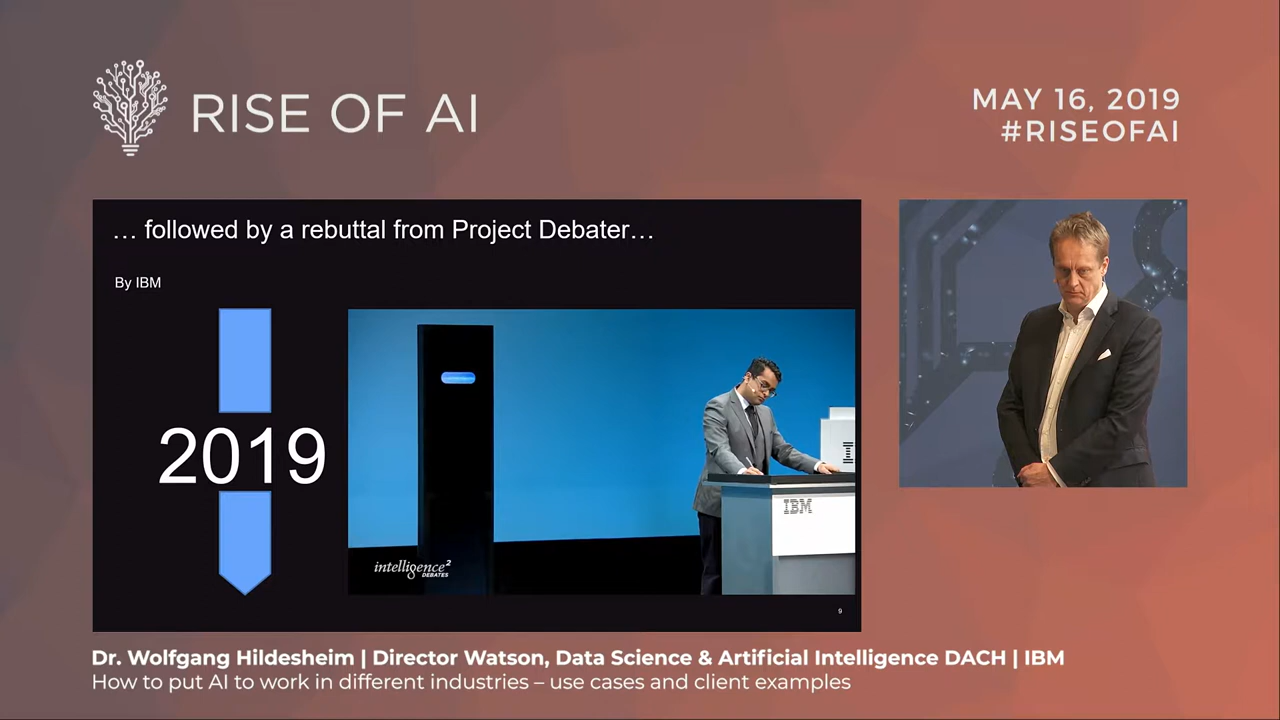 RISE OF AI
MAY 16, 2019
#RISEOFAI
… followed by a rebuttal from Project Debater…
By IBM
2019
IBM
I
intelligence²
DEBATES
9
Dr. Wolfgang Hildesheim | Director Watson, Data Science & Artificial Intelligence DACH | IBM
How to put AI to work in different industries – use cases and client examples